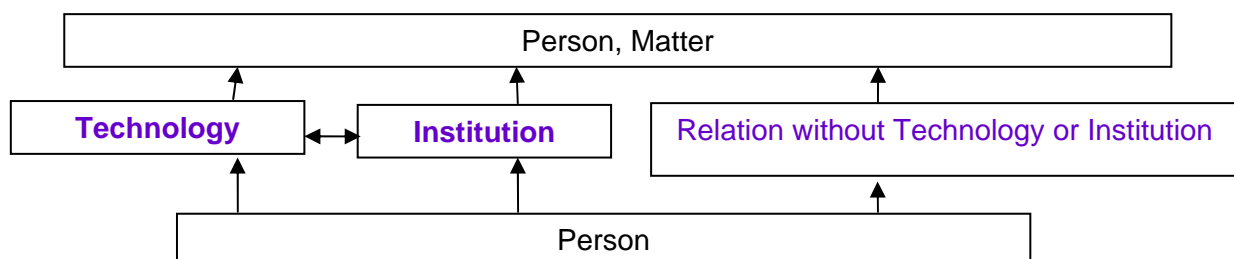 Person, Matter
Technology
Institution
Relation without Technology or Institution
Person